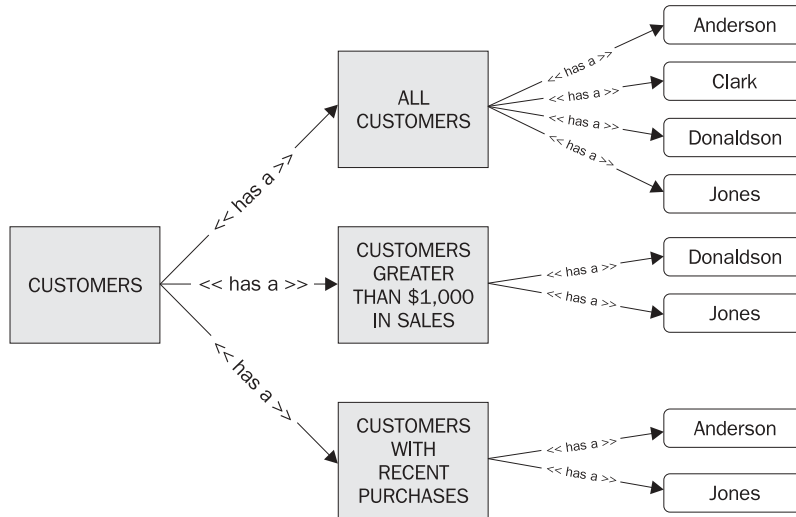 Anderson
<< has a >>
ALL
CUSTOMERS
<< has a >>
Clark
<< has a >>
Donaldson
<< has a >>
Jones
<< has a >>
CUSTOMERS
<< has a >>
CUSTOMERS
GREATER
THAN $1,000
IN SALES
<< has a >>
Donaldson
<< has a >>
Jones
<< has a >>
CUSTOMERS
WITH
RECENT
PURCHASES
<< has a >>
Anderson
<< has a >>
Jones